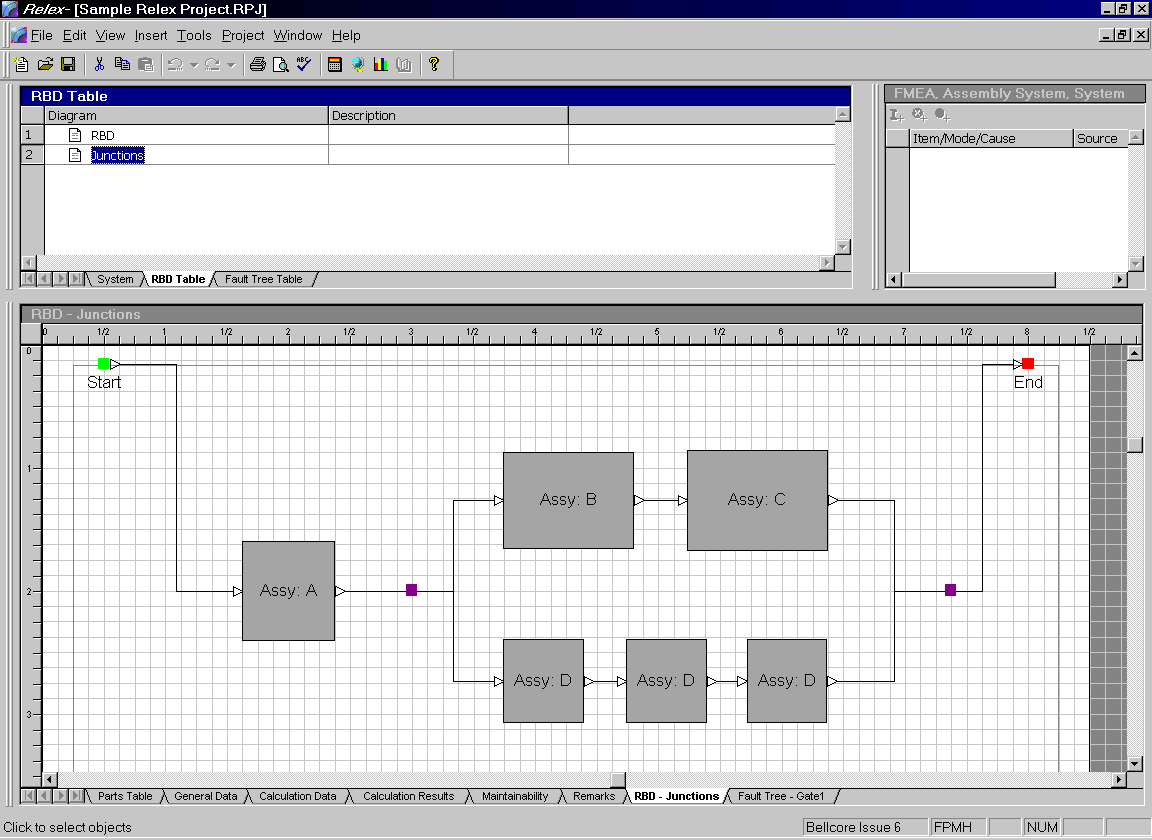 Relex- [Sample Relex Project.RPJ]
File Edit View Insert Tools Project Window Help
ABC ?
RBD Table
Diagram Description
1 RBD
2 Junctions
System RBD Table Fault Tree Table
FMEA, Assembly System, System
Item/Mode/Cause Source
RBD - Junctions
0 1/2 1 1/2 2 1/2 3 1/2 4 1/2 5 1/2 6 1/2 7 1/2 8 1/2
0
Start End
1
Assy: B Assy: C
2
Assy: A
Assy: D Assy: D Assy: D
3
Parts Table General Data Calculation Data Calculation Results Maintainability Remarks RBD - Junctions Fault Tree - Gate1
Click to select objects Bellcore Issue 6 FPMH NUM